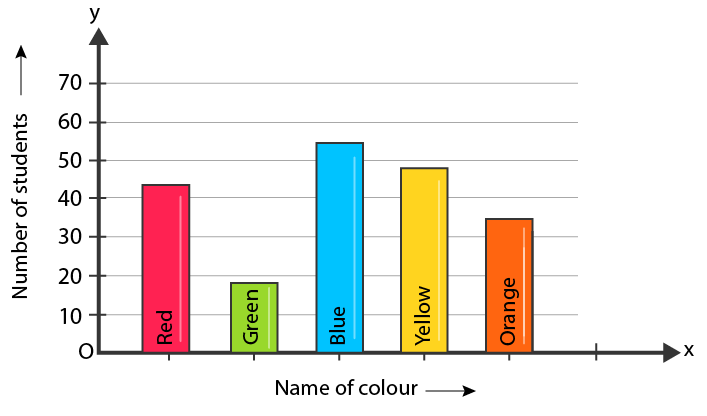 y
Number of students
70
60
50
40
30
20
10
O
Red
Green
Blue
Yellow
Orange
x
Name of colour